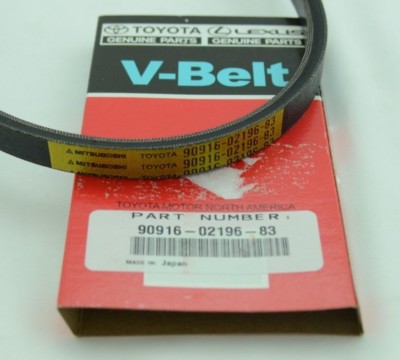 TOYOTA LEXUS
GENUINE PARTS GENUINE PARTS
V-Belt
MITSUBOSHI TOYOTA 90916-02196-83
MITSUBOSHI TOYOTA 90916-02196-83
TOYOTA MOTOR NORTH AMERICA
PART NUMBER:
90916-02196-83
MADE IN: Japan